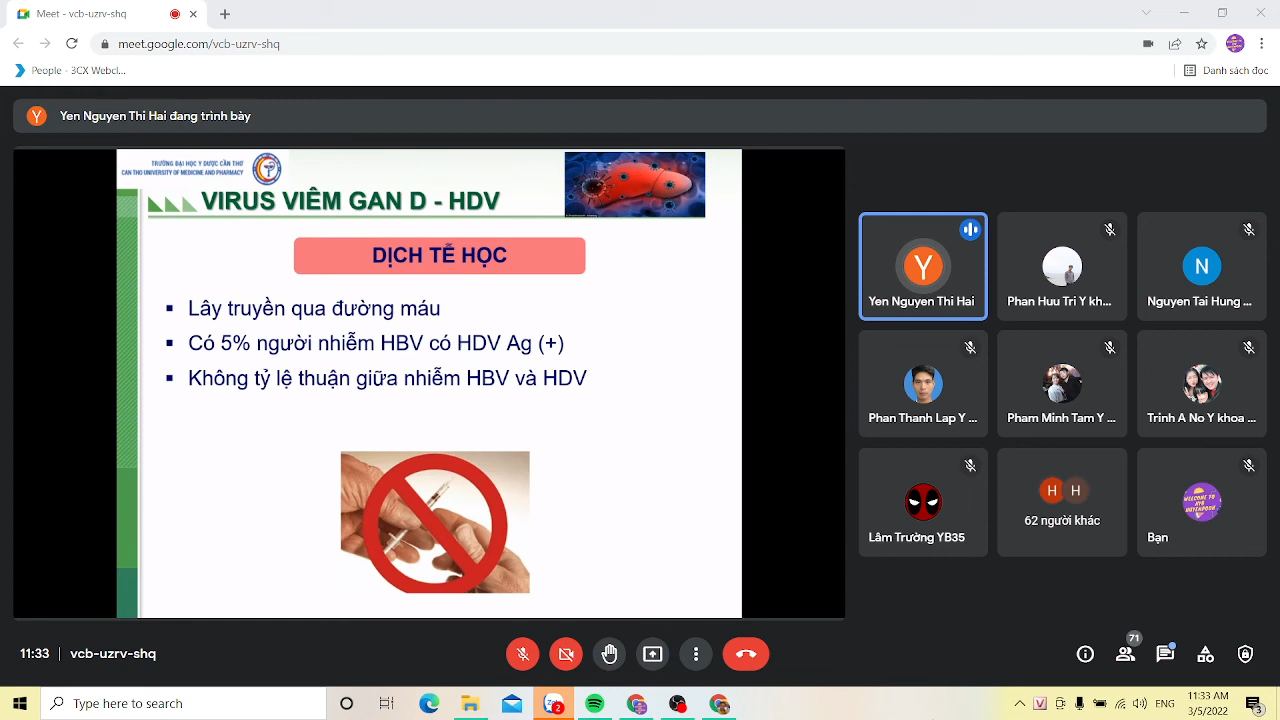 Meet - vcb-uzrv-shq
meet.google.com/vcb-uzrv-shq
People - 3CX Webcl...
Danh sách đọc
Y
Yen Nguyen Thi Hai đang trình bày
TRƯỜNG ĐẠI HỌC Y DƯỢC CẦN THƠ
CAN THO UNIVERSITY OF MEDICINE AND PHARMACY
VIRUS VIÊM GAN D - HDV
DỊCH TỄ HỌC
Lây truyền qua đường máu
Có 5% người nhiễm HBV có HDV Ag (+)
Không tỷ lệ thuận giữa nhiễm HBV và HDV
Y
Yen Nguyen Thi Hai
Phan Huu Tri Y kh...
N
Nguyen Tai Hung ...
Phan Thanh Lap Y ...
Pham Minh Tam Y ...
Trinh A No Y khoa ...
Lâm Trường YB35
H H
62 người khác
WELCOME TO
Bạn
11:33 | vcb-uzrv-shq
71
Type here to search
Zalo
2
V
ENG
11:33 AM
3/5/2022
3